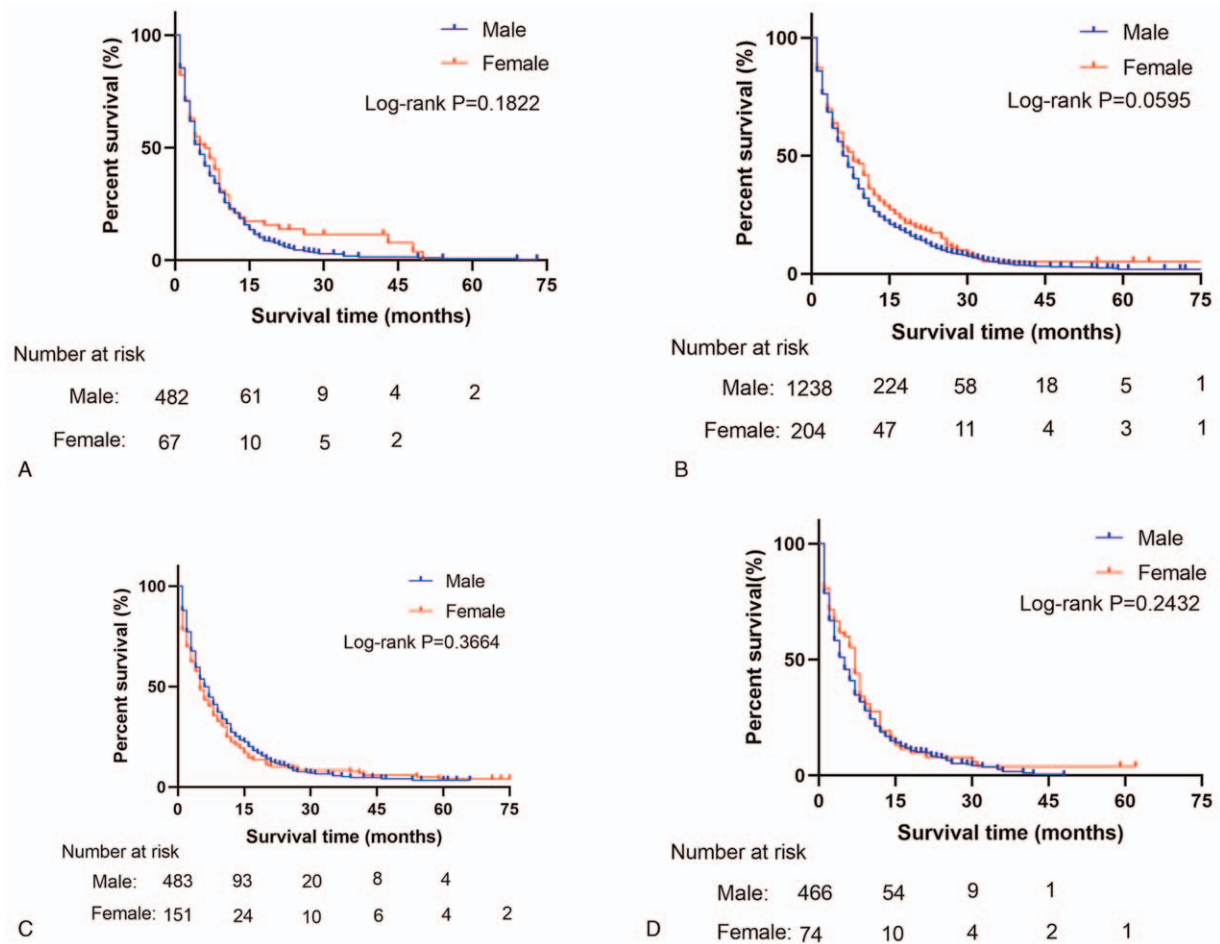 Male
Female
Log-rank P=0.1822
Percent survival (%)
100
50
0
0 15 30 45 60 75
Survival time (months)
Number at risk
Male: 482 61 9 4 2
Female: 67 10 5 2
A
Male
Female
Log-rank P=0.0595
Percent survival (%)
100
50
0
0 15 30 45 60 75
Survival time (months)
Number at risk
Male: 1238 224 58 18 5 1
Female: 204 47 11 4 3 1
B
Male
Female
Log-rank P=0.3664
Percent survival (%)
100
50
0
0 15 30 45 60 75
Survival time (months)
Number at risk
Male: 483 93 20 8 4
Female: 151 24 10 6 4 2
C
Male
Female
Log-rank P=0.2432
Percent survival(%)
100
50
0
0 15 30 45 60 75
Survival time (months)
Number at risk
Male: 466 54 9 1
Female: 74 10 4 2 1
D